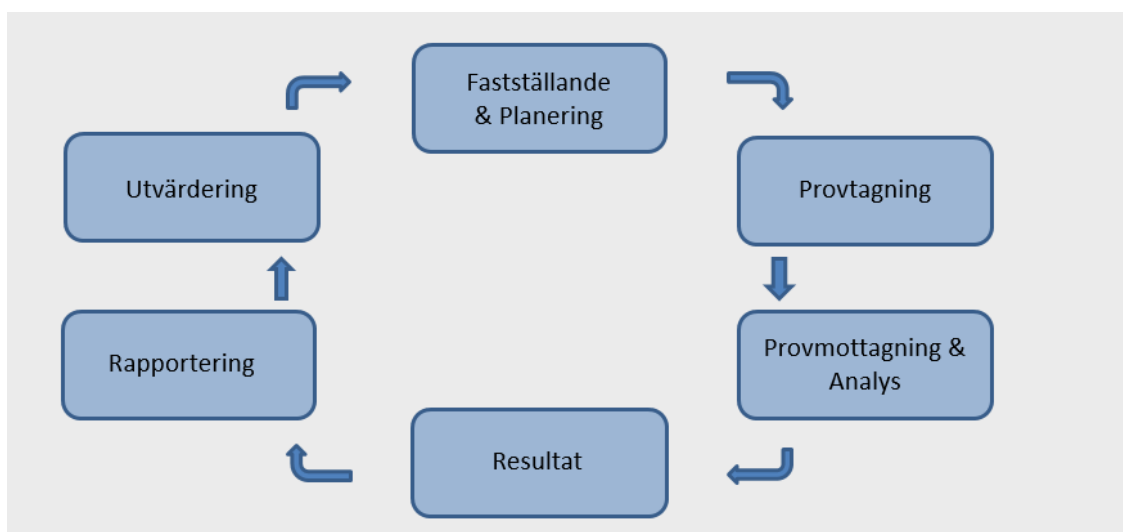 Fastställande
& Planering
Provtagning
Provmottagning &
Analys
Resultat
Rapportering
Utvärdering